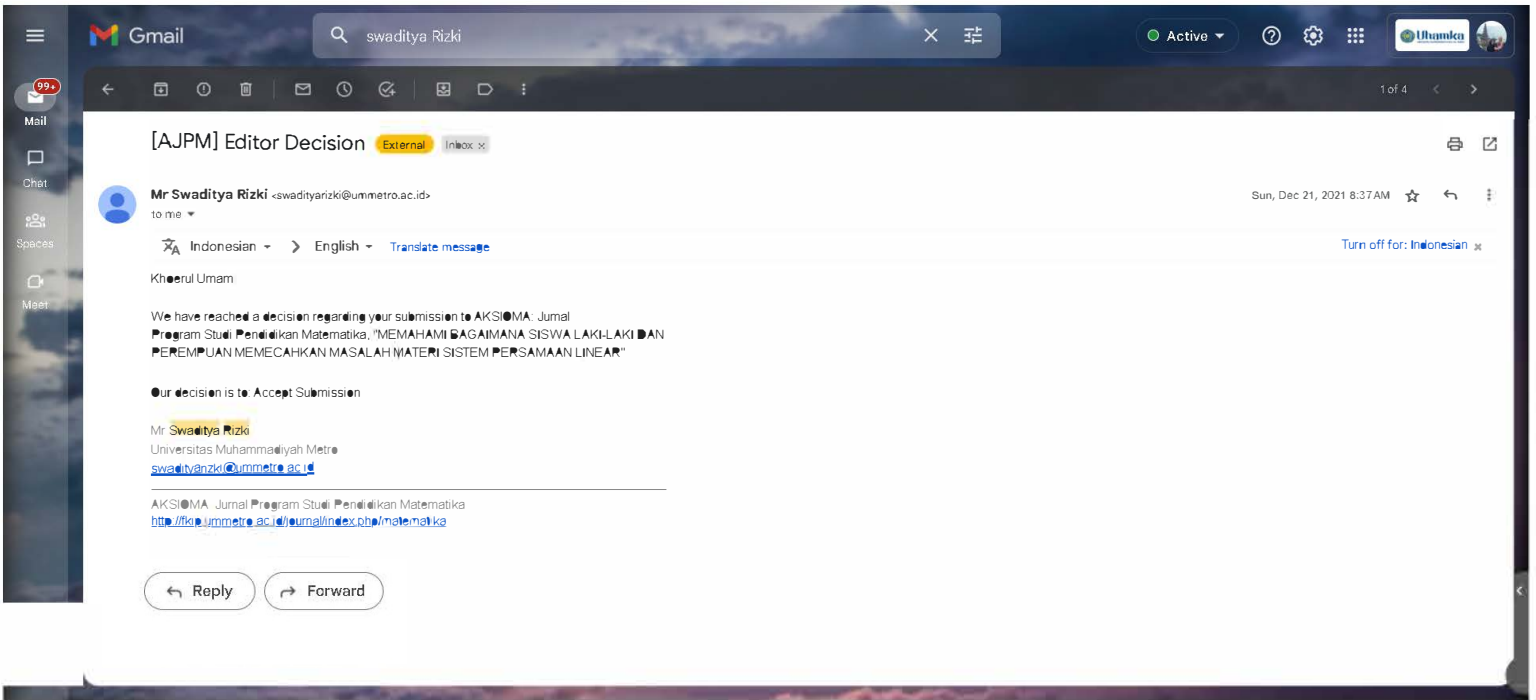 Gmail
swaditya Rizki
Active
Uhamka
99+
Mail
Chat
Spaces
Meet
1 of 4
[AJPM] Editor Decision External Inbox ×
Mr Swaditya Rizki <swadityarizki@ummetro.ac.id>
Sun, Dec 21, 2021 8:37 AM
to me
Indonesian > English Translate message
Turn off for: Indonesian ×
Khoerul Umam
We have reached a decision regarding your submission to AKSIOMA: Jurnal
Program Studi Pendidikan Matematika, "MEMAHAMI BAGAIMANA SISWA LAKI-LAKI DAN
PEREMPUAN MEMECAHKAN MASALAH MATERI SISTEM PERSAMAAN LINEAR"
Our decision is to: Accept Submission
Mr Swaditya Rizki
Universitas Muhammadiyah Metro
swadityarizki@ummetro.ac.id
AKSIOMA Jurnal Program Studi Pendidikan Matematika
http://fkip.ummetro.ac.id/journal/index.php/matematika
Reply
Forward